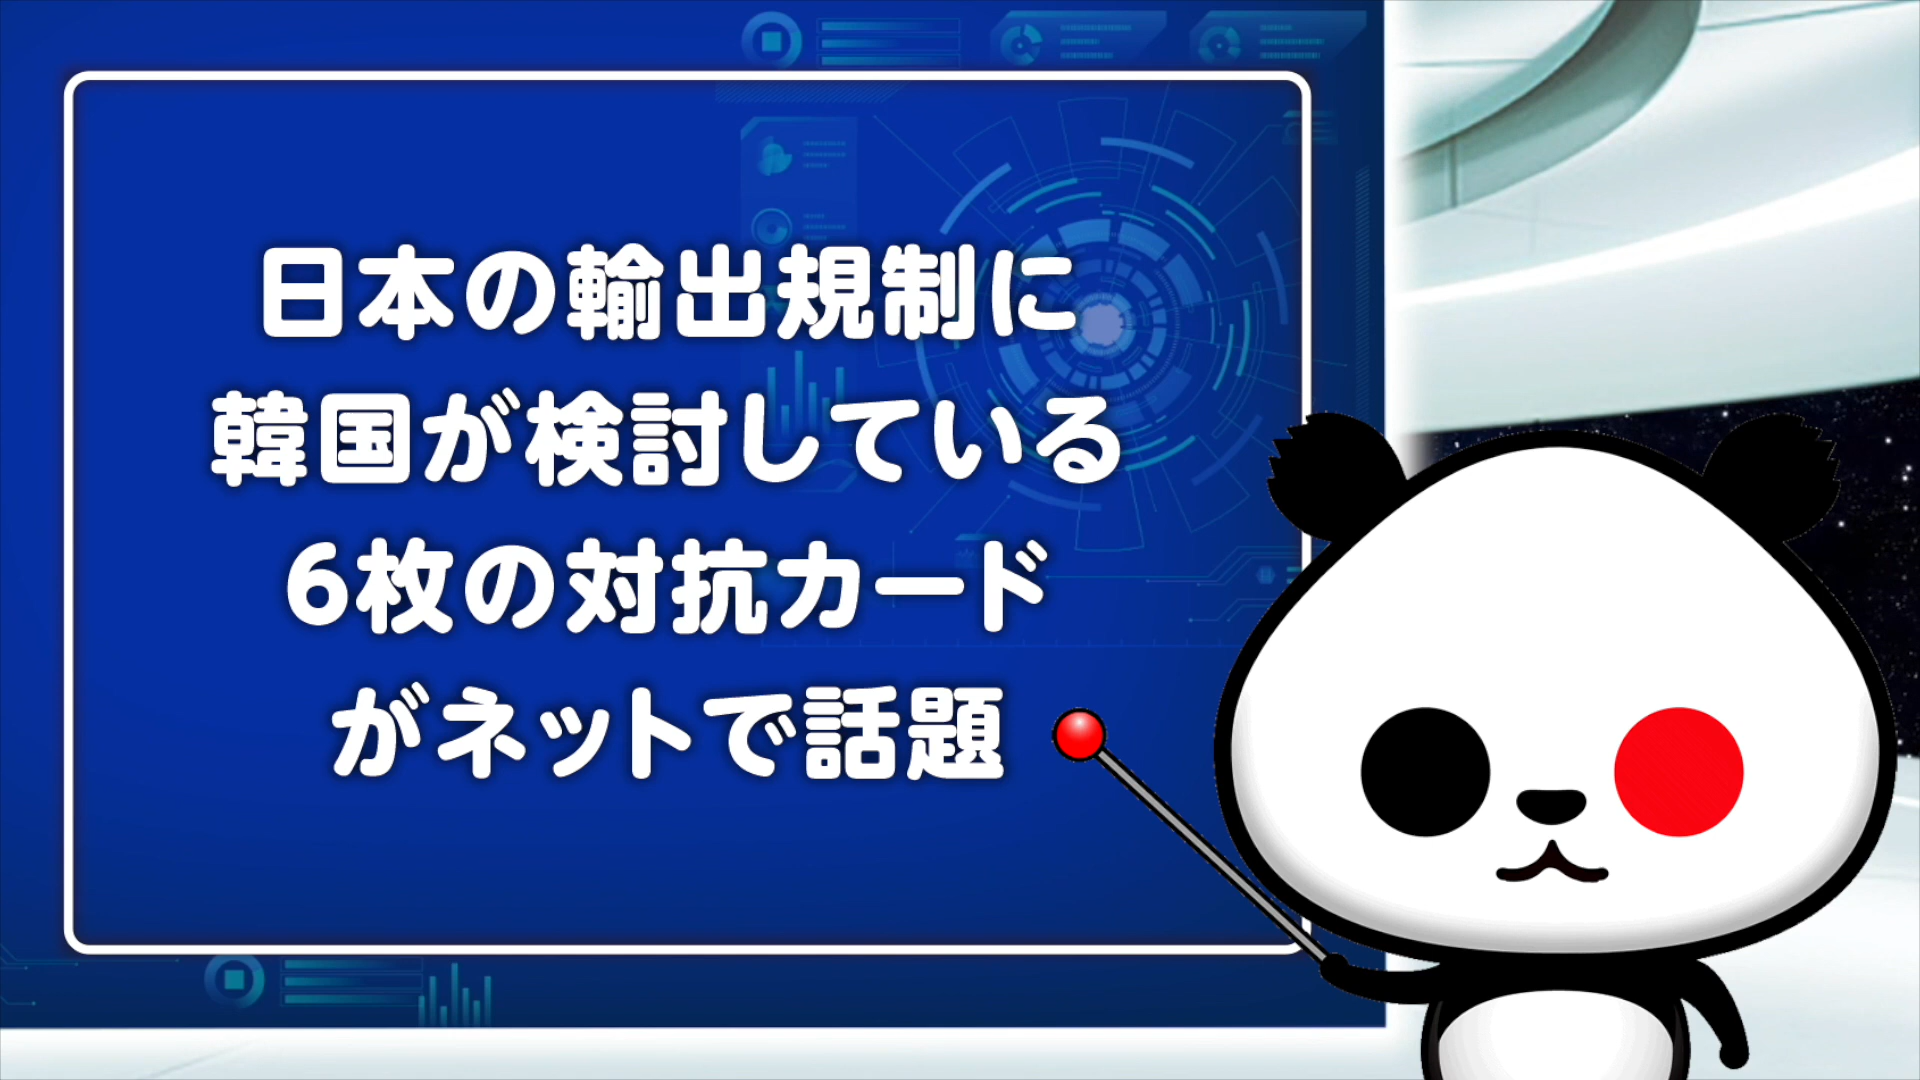 日本の輸出規制に
韓国が検討している
6枚の対抗カード
がネットで話題